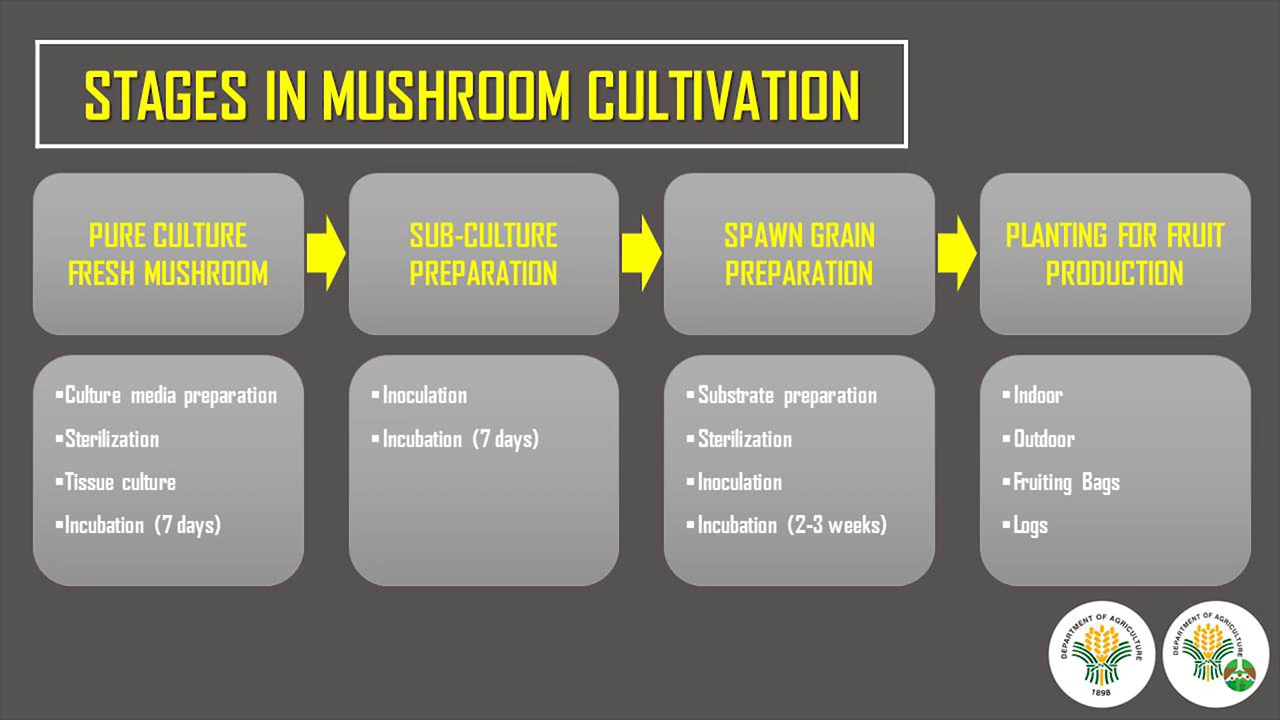 STAGES IN MUSHROOM CULTIVATION
PURE CULTURE
FRESH MUSHROOM
SUB-CULTURE
PREPARATION
SPAWN GRAIN
PREPARATION
PLANTING FOR FRUIT
PRODUCTION
▪Culture media preparation
▪Sterilization
▪Tissue culture
▪Incubation (7 days)
▪Inoculation
▪Incubation (7 days)
▪Substrate preparation
▪Sterilization
▪Inoculation
▪Incubation (2-3 weeks)
▪Indoor
▪Outdoor
▪Fruiting Bags
▪Logs
DEPARTMENT OF AGRICULTURE
1898
DEPARTMENT OF AGRICULTURE